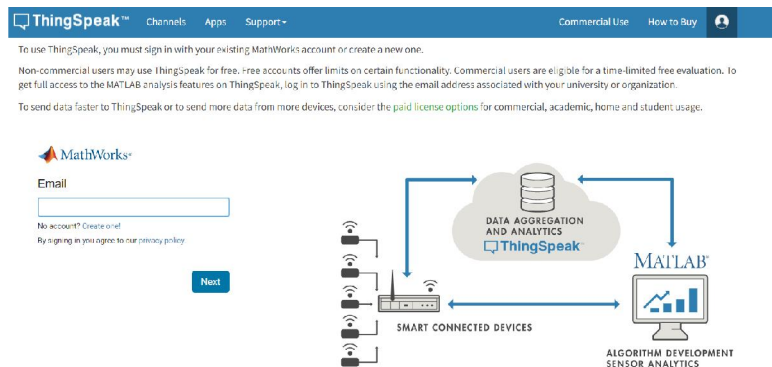 ThingSpeak™ Channels Apps Support Commercial Use How to Buy
To use ThingSpeak, you must sign in with your existing MathWorks account or create a new one.
Non-commercial users may use ThingSpeak for free. Free accounts offer limits on certain functionality. Commercial users are eligible for a time-limited free evaluation. To
get full access to the MATLAB analysis features on ThingSpeak, log in to ThingSpeak using the email address associated with your university or organization.
To send data faster to ThingSpeak or to send more data from more devices, consider the paid license options for commercial, academic, home and student usage.
MathWorks®
Email
No account? Create one!
By signing in you agree to our privacy policy.
Next
DATA AGGREGATION
AND ANALYTICS
ThingSpeak™
SMART CONNECTED DEVICES
MATLAB®
ALGORITHM DEVELOPMENT
SENSOR ANALYTICS